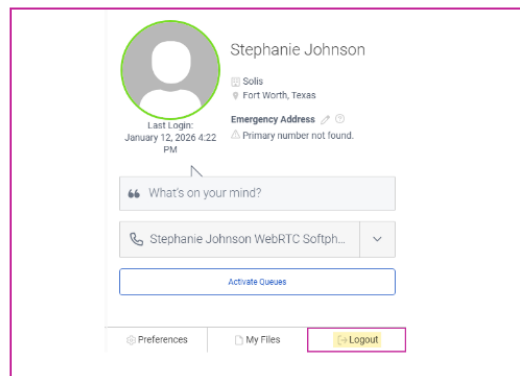 Stephanie Johnson
Solis
Fort Worth, Texas
Last Login:
January 12, 2026 4:22
PM
Emergency Address
Primary number not found.
What's on your mind?
Stephanie Johnson WebRTC Softph...
Activate Queues
Preferences
My Files
Logout